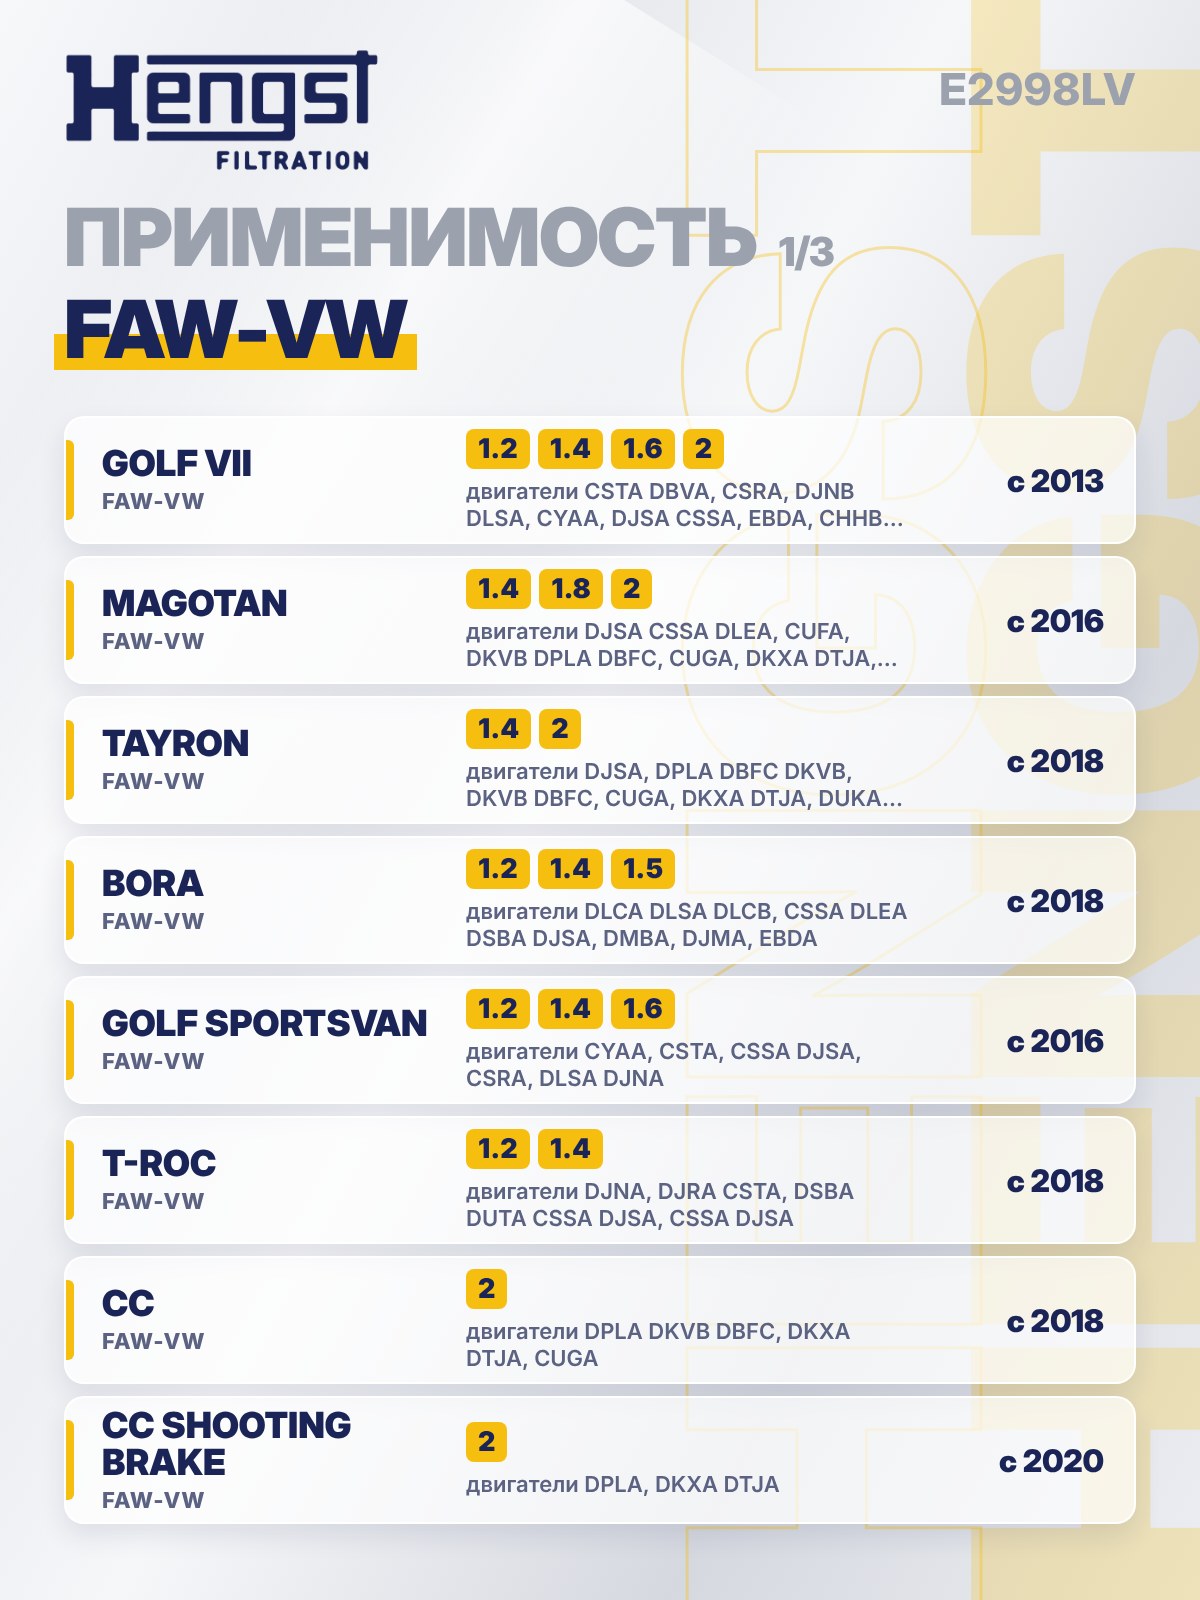 Hengst
FILTRATION
E2998LV
ПРИМЕНИМОСТЬ 1/3
FAW-VW
GOLF VII
FAW-VW
1.2 1.4 1.6 2
двигатели CSTA DBVA, CSRA, DJNB
DLSA, CYAA, DJSA CSSA, EBDA, CHHB...
с 2013
MAGOTAN
FAW-VW
1.4 1.8 2
двигатели DJSA CSSA DLEA, CUFA,
DKVB DPLA DBFC, CUGA, DKXA DTJA,...
с 2016
TAYRON
FAW-VW
1.4 2
двигатели DJSA, DPLA DBFC DKVB,
DKVB DBFC, CUGA, DKXA DTJA, DUKA...
с 2018
BORA
FAW-VW
1.2 1.4 1.5
двигатели DLCA DLSA DLCB, CSSA DLEA
DSBA DJSA, DMBA, DJMA, EBDA
с 2018
GOLF SPORTSVAN
FAW-VW
1.2 1.4 1.6
двигатели CYAA, CSTA, CSSA DJSA,
CSRA, DLSA DJNA
с 2016
T-ROC
FAW-VW
1.2 1.4
двигатели DJNA, DJRA CSTA, DSBA
DUTA CSSA DJSA, CSSA DJSA
с 2018
CC
FAW-VW
2
двигатели DPLA DKVB DBFC, DKXA
DTJA, CUGA
с 2018
CC SHOOTING
BRAKE
FAW-VW
2
двигатели DPLA, DKXA DTJA
с 2020
HENGST